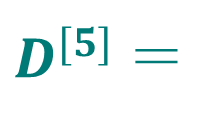 D^[5] =